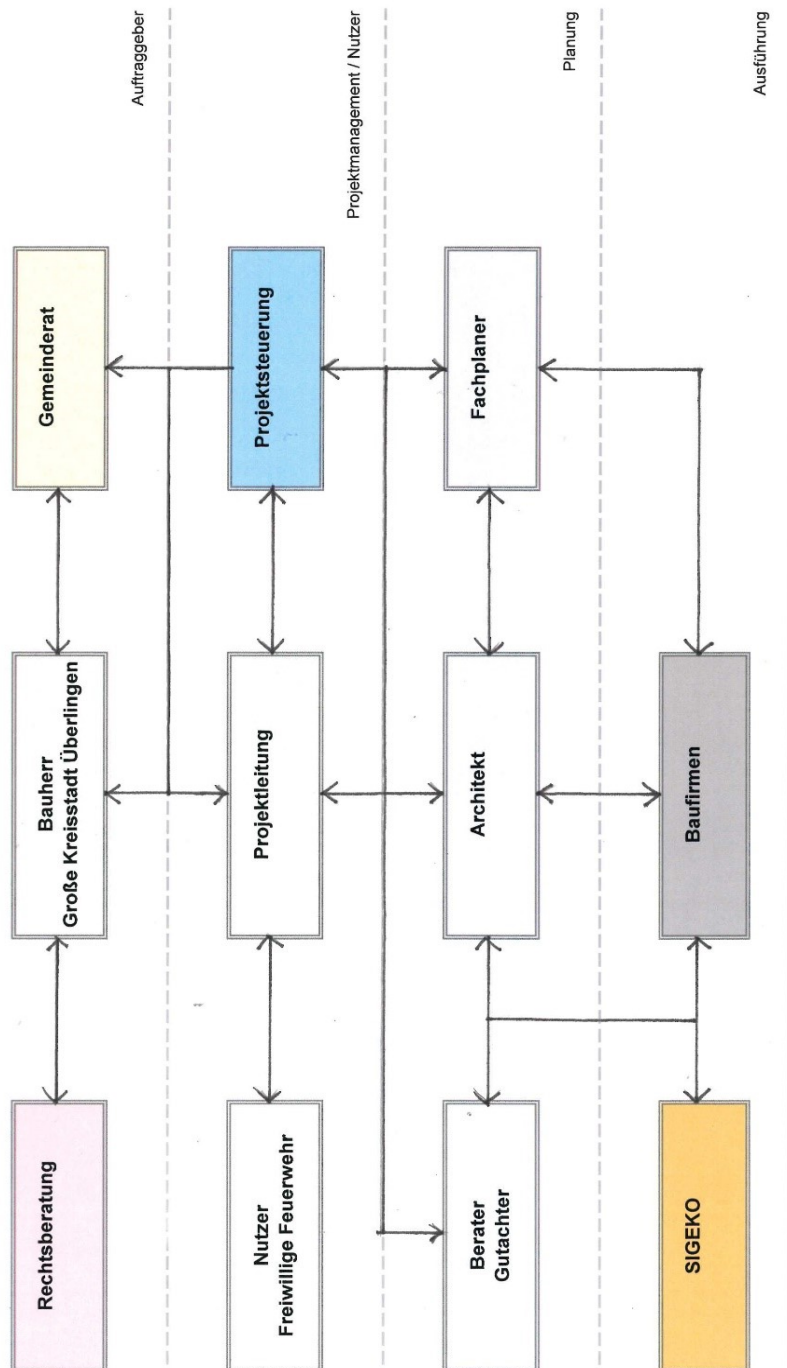 Rechtsberatung
Bauherr
Große Kreisstadt Überlingen
Gemeinderat
Auftraggeber
Nutzer
Freiwillige Feuerwehr
Projektleitung
Projektsteuerung
Projektmanagement / Nutzer
Berater
Gutachter
Architekt
Fachplaner
Planung
SIGEKO
Baufirmen
Ausführung